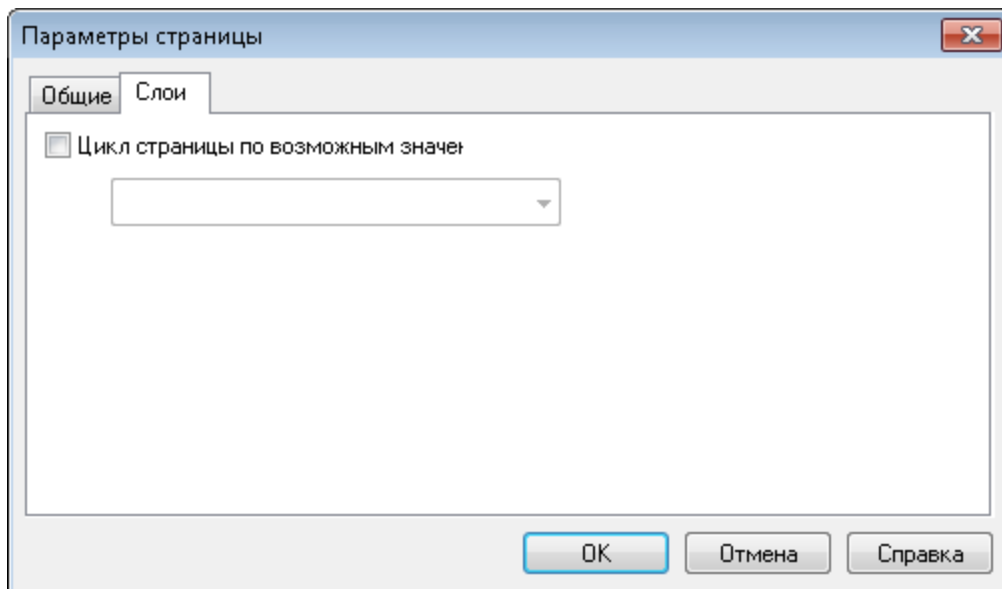 Параметры страницы
Общие
Слои
Цикл страницы по возможным значен
OK
Отмена
Справка